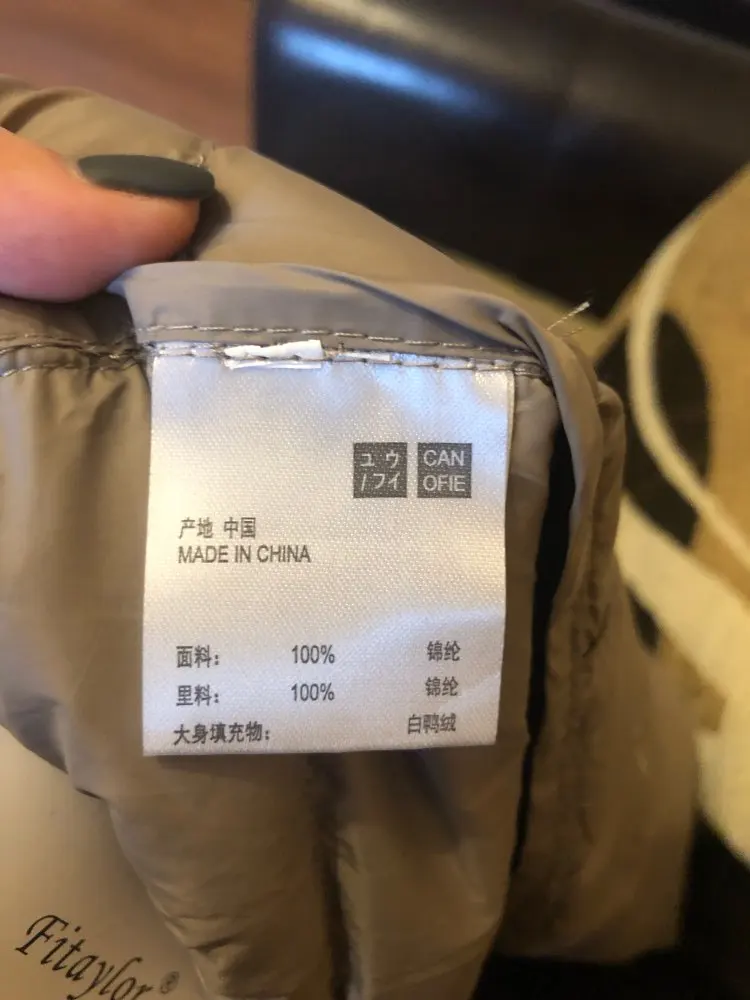 ユウ
/フイ
CAN
OFIE
产地 中国
MADE IN CHINA
面料: 100% 锦纶
里料: 100% 锦纶
大身填充物: 白鸭绒
Fitaylor®